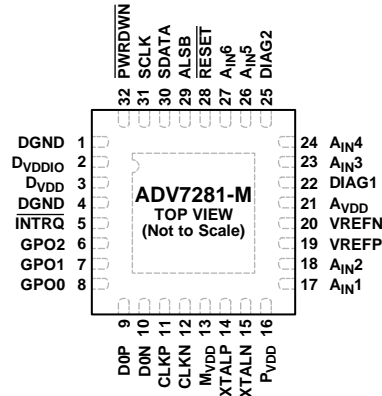 PWRDWN
SCLK
SDATA
ALSB
RESET
AIN6
AIN5
DIAG2
32
31
30
29
28
27
26
25
DGND 1
DVDDIO 2
DVDD 3
DGND 4
INTRQ 5
GPO2 6
GPO1 7
GPO0 8
ADV7281-M
TOP VIEW
(Not to Scale)
24 AIN4
23 AIN3
22 DIAG1
21 AVDD
20 VREFN
19 VREFP
18 AIN2
17 AIN1
9
10
11
12
13
14
15
16
D0P
D0N
CLKP
CLKN
MVDD
XTALP
XTALN
PVDD